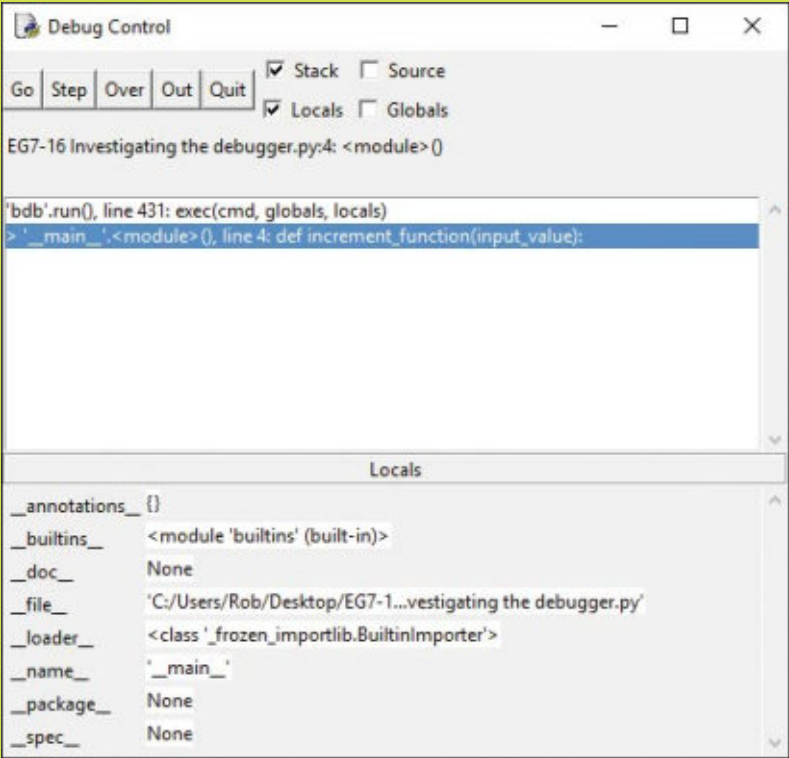 Debug Control
Go Step Over Out Quit
Stack Source
Locals Globals
EG7-16 Investigating the debugger.py:4: <module>()
'bdb'.run(), line 431: exec(cmd, globals, locals)
> '__main__'.<module>(), line 4: def increment_function(input_value):
Locals
__annotations__ {}
__builtins__ <module 'builtins' (built-in)>
__doc__ None
__file__ 'C:/Users/Rob/Desktop/EG7-1...vestigating the debugger.py'
__loader__ <class '_frozen_importlib.BuiltinImporter'>
__name__ '__main__'
__package__ None
__spec__ None